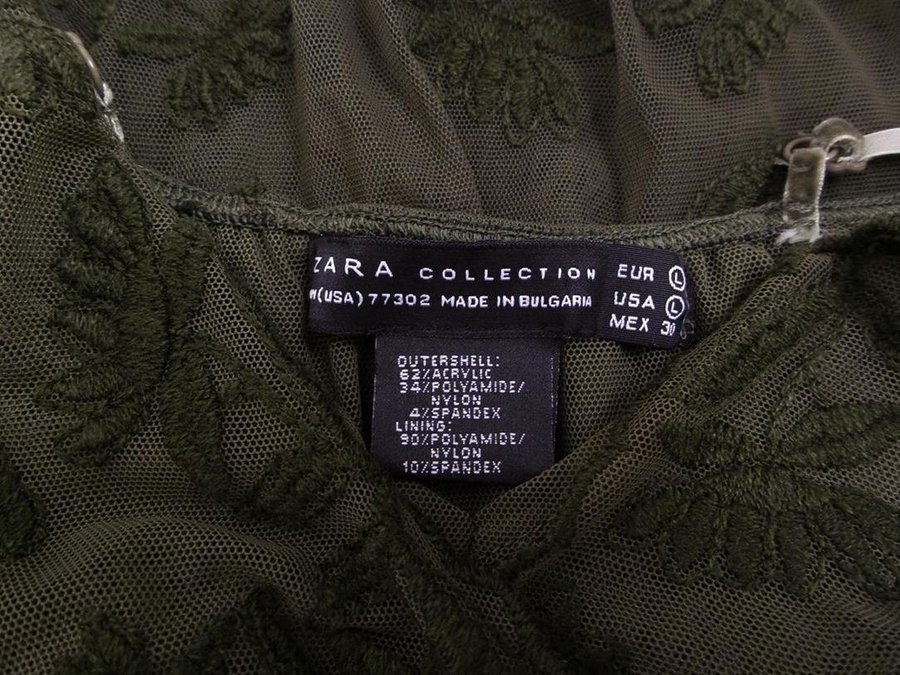 ZARA COLLECTION
(USA) 77302 MADE IN BULGARIA
EUR L
USA L
MEX 30
OUTERSHELL:
62%ACRYLIC
34%POLYAMIDE/
NYLON
4%SPANDEX
LINING:
90%POLYAMIDE/
NYLON
10%SPANDEX